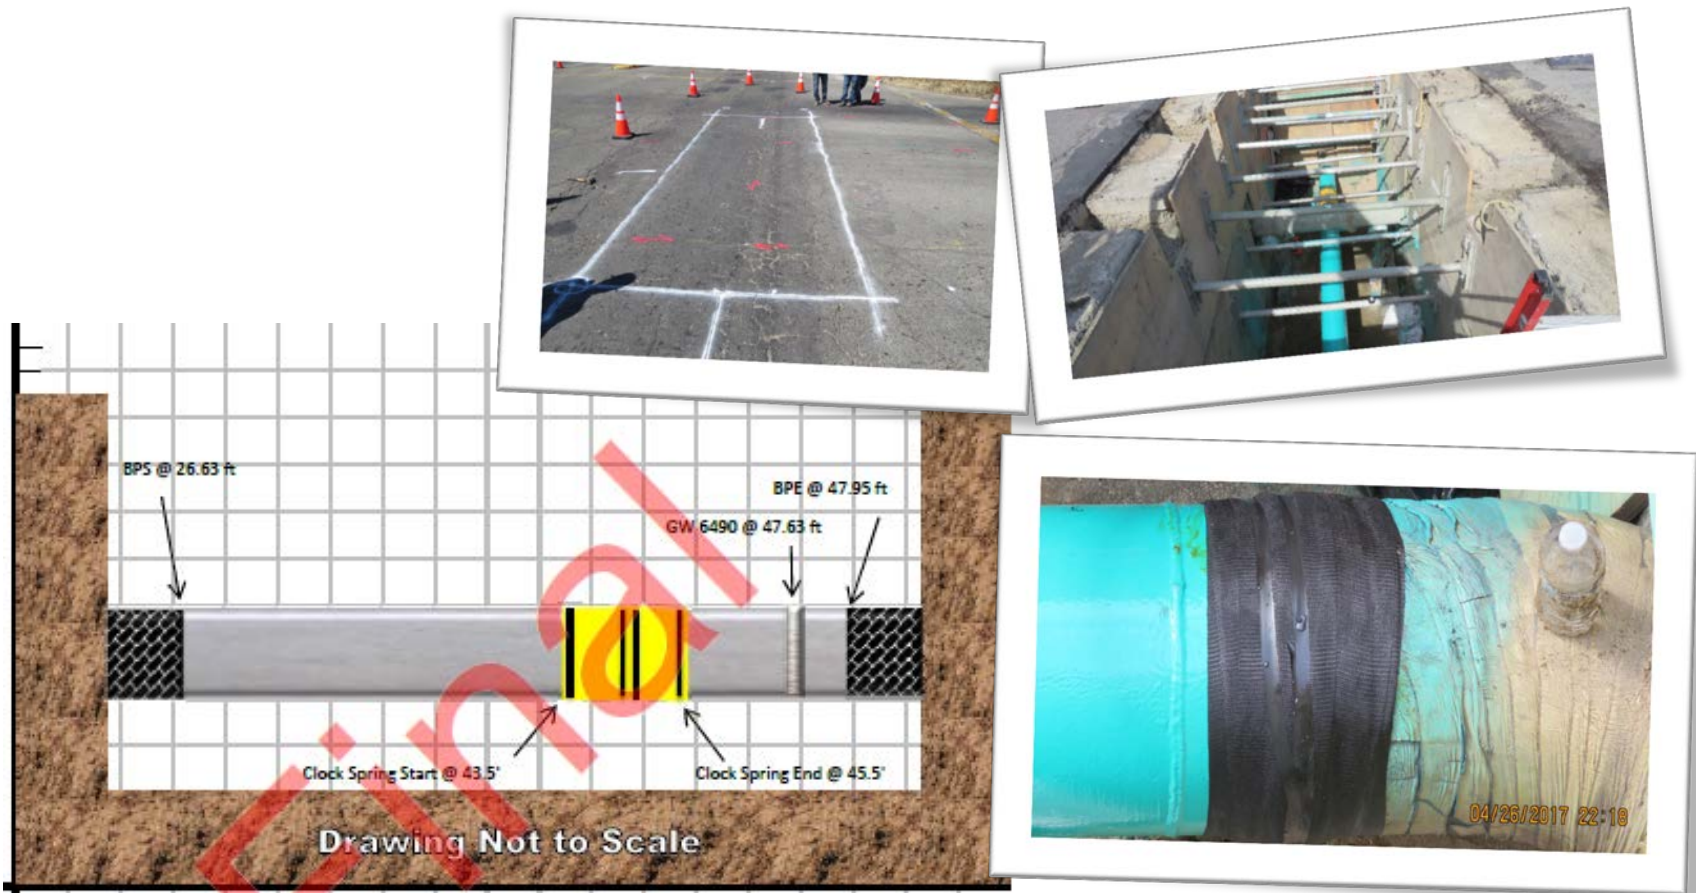 BPS @ 26.63 ft
BPE @ 47.95 ft
GW 6490 @ 47.63 ft
Final
Clock Spring Start @ 43.5'
Clock Spring End @ 45.5'
Drawing Not to Scale
04/26/2017 22:18